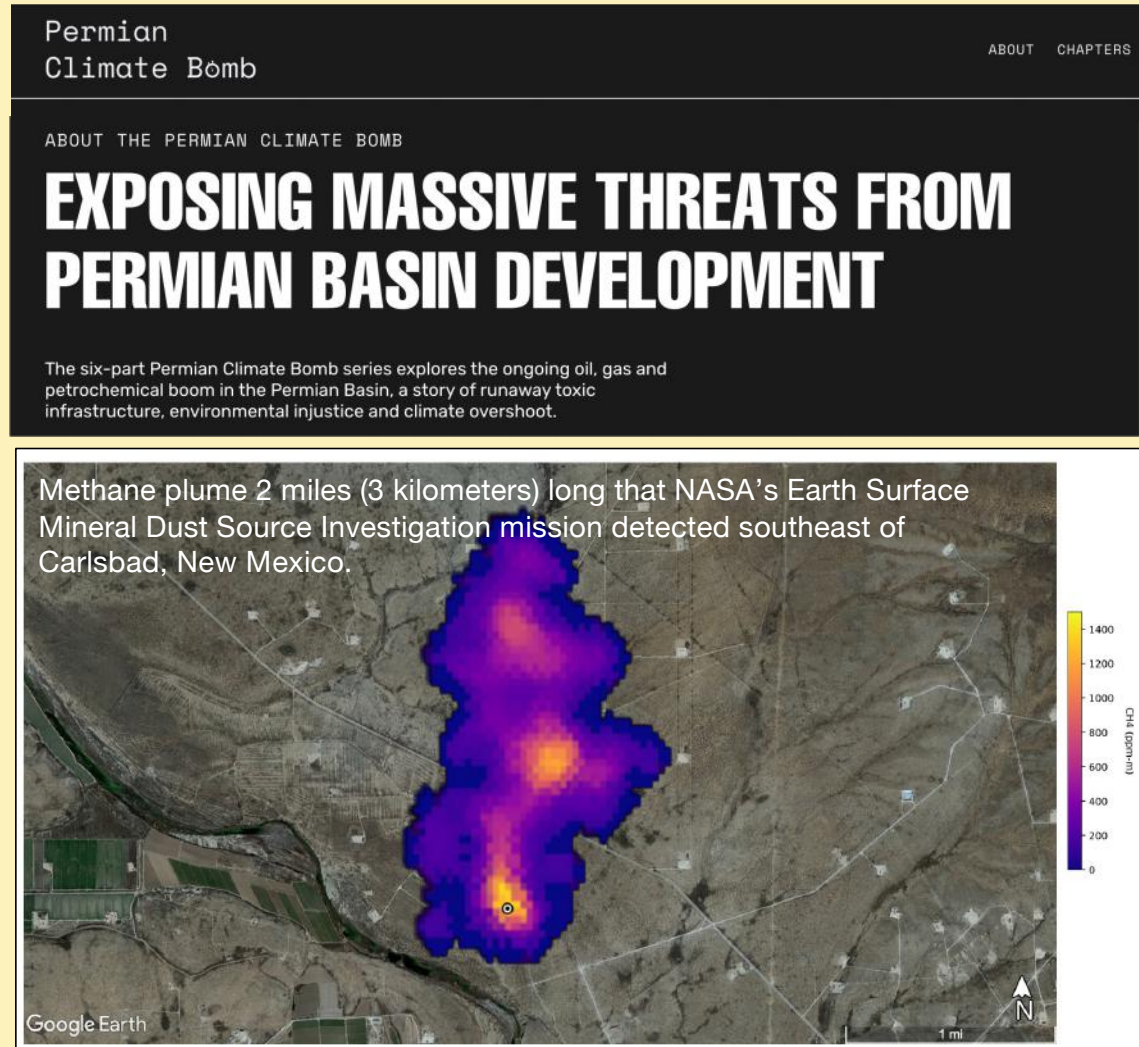 Permian
Climate Bomb
ABOUT CHAPTERS
ABOUT THE PERMIAN CLIMATE BOMB
EXPOSING MASSIVE THREATS FROM
PERMIAN BASIN DEVELOPMENT
The six-part Permian Climate Bomb series explores the ongoing oil, gas and
petrochemical boom in the Permian Basin, a story of runaway toxic
infrastructure, environmental injustice and climate overshoot.
Methane plume 2 miles (3 kilometers) long that NASA’s Earth Surface
Mineral Dust Source Investigation mission detected southeast of
Carlsbad, New Mexico.
1400
1200
1000
800
600
400
200
0
CH4 (ppm-m)
N
1 mi
Google Earth